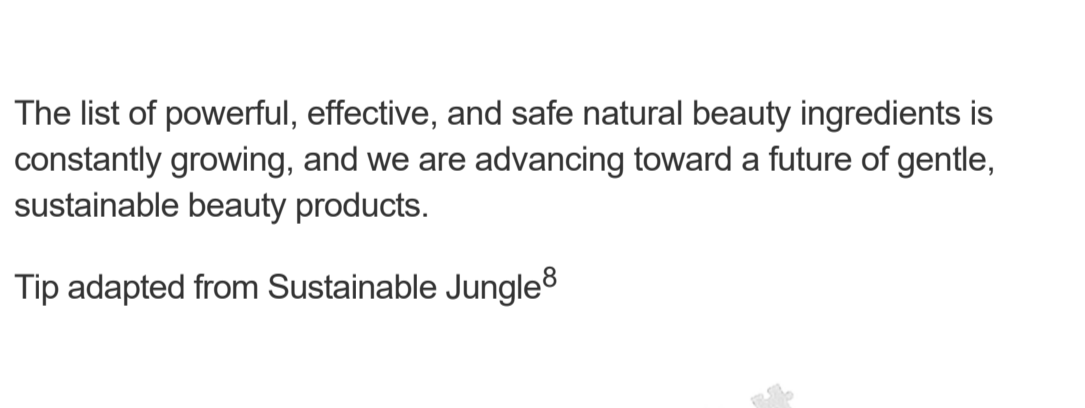 The list of powerful, effective, and safe natural beauty ingredients is
constantly growing, and we are advancing toward a future of gentle,
sustainable beauty products.
Tip adapted from Sustainable Jungle⁸